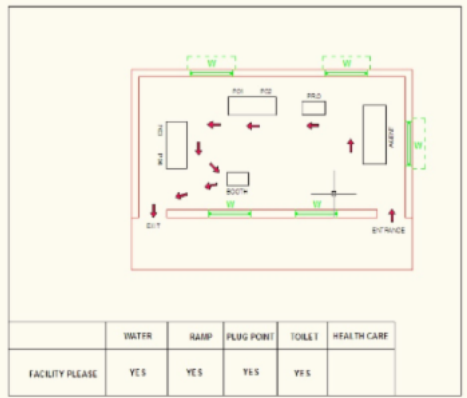 W
W
PO1 PO2
PRO
W
BOOTH
W
W
EXIT
ENTRANCE
WATER
RAMP
PLUG POINT
TOILET
HEALTH CARE
FACILITY PLEASE
YES
YES
YES
YES